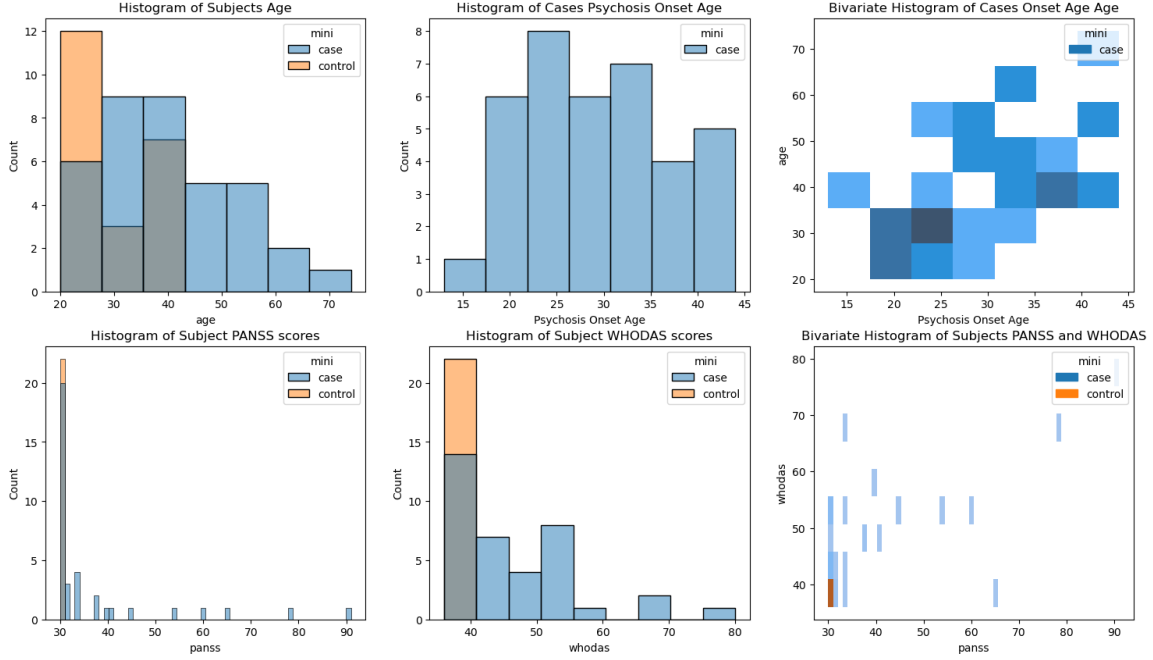 Histogram of Subjects Age
mini
case
control
12
10
8
6
4
2
0
Count
20 30 40 50 60 70
age
Histogram of Cases Psychosis Onset Age
mini
case
8
7
6
5
4
3
2
1
0
Count
15 20 25 30 35 40 45
Psychosis Onset Age
Bivariate Histogram of Cases Onset Age Age
mini
case
70
60
50
40
30
20
age
15 20 25 30 35 40 45
Psychosis Onset Age
Histogram of Subject PANSS scores
mini
case
control
20
15
10
5
0
Count
30 40 50 60 70 80 90
panss
Histogram of Subject WHODAS scores
mini
case
control
20
15
10
5
0
Count
40 50 60 70 80
whodas
Bivariate Histogram of Subjects PANSS and WHODAS
mini
case
control
80
70
60
50
40
whodas
30 40 50 60 70 80 90
panss